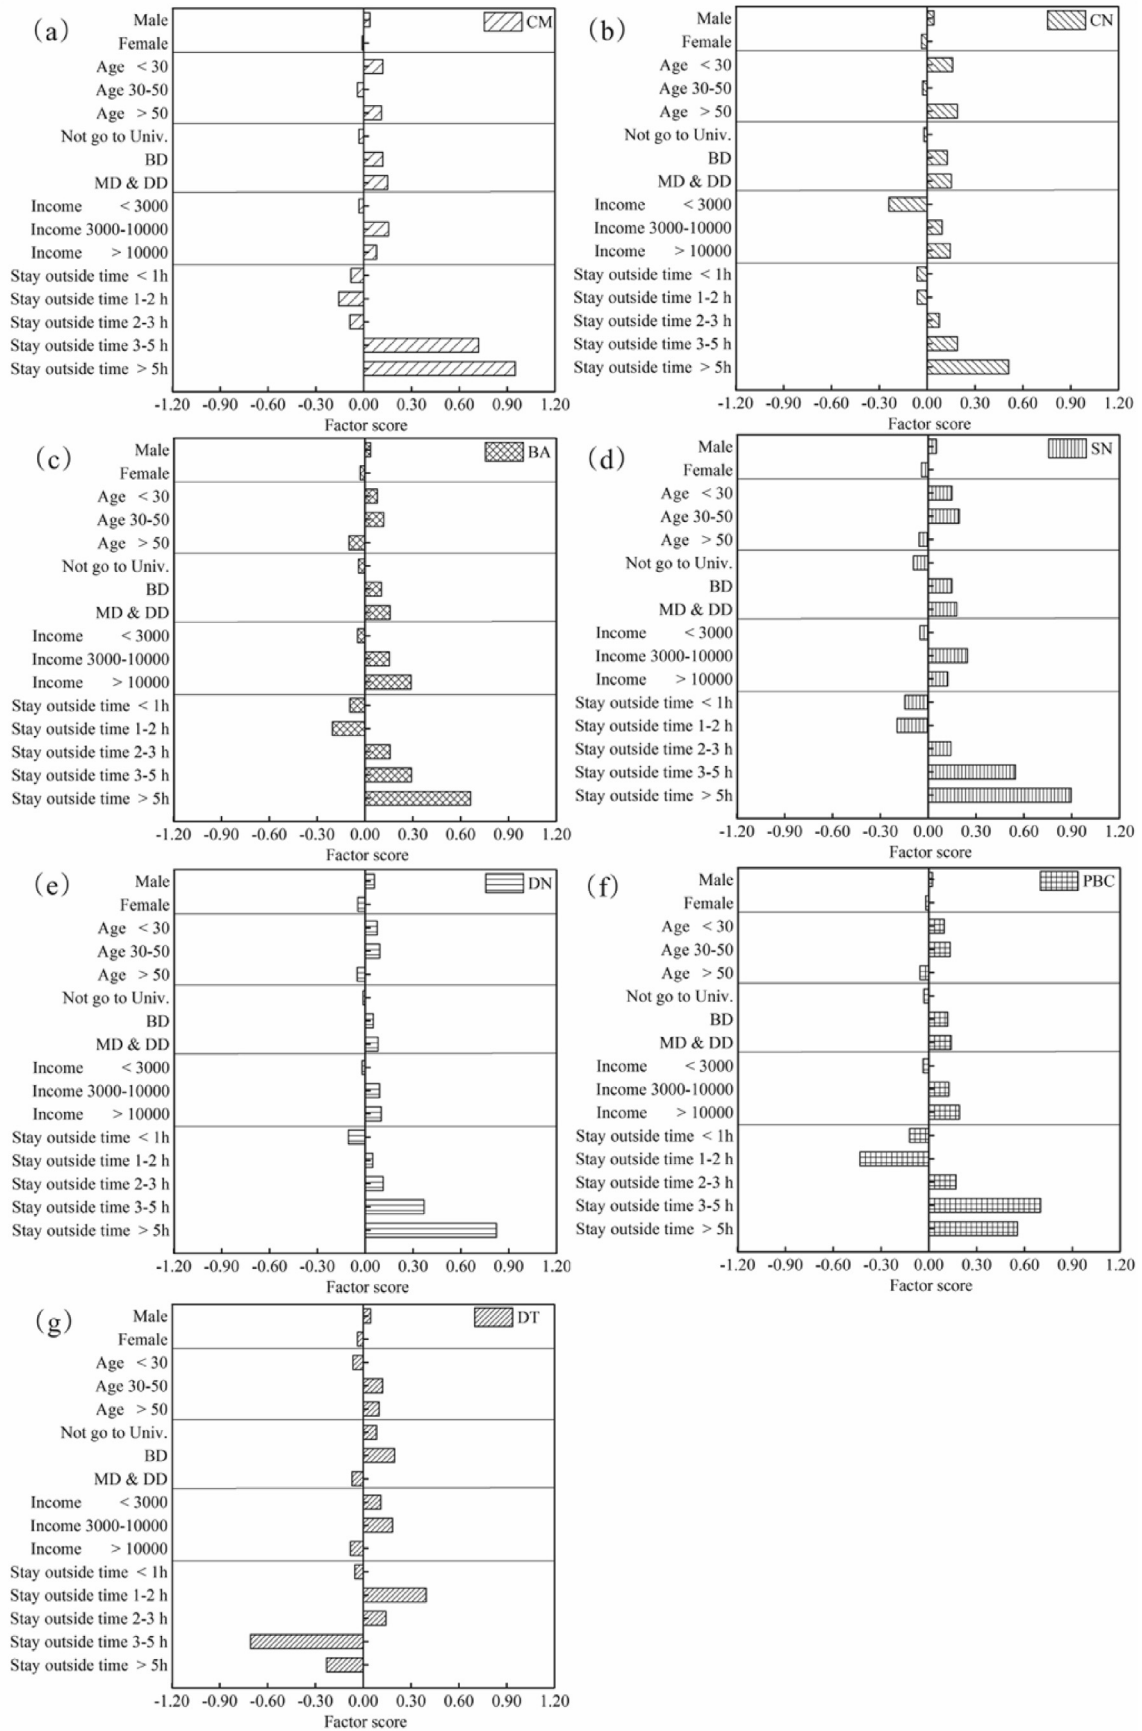 (a)
CM
Male
Female
Age < 30
Age 30-50
Age > 50
Not go to Univ.
BD
MD & DD
Income < 3000
Income 3000-10000
Income > 10000
Stay outside time < 1h
Stay outside time 1-2 h
Stay outside time 2-3 h
Stay outside time 3-5 h
Stay outside time > 5h
-1.20 -0.90 -0.60 -0.30 0.00 0.30 0.60 0.90 1.20
Factor score
(b)
CN
Male
Female
Age < 30
Age 30-50
Age > 50
Not go to Univ.
BD
MD & DD
Income < 3000
Income 3000-10000
Income > 10000
Stay outside time < 1h
Stay outside time 1-2 h
Stay outside time 2-3 h
Stay outside time 3-5 h
Stay outside time > 5h
-1.20 -0.90 -0.60 -0.30 0.00 0.30 0.60 0.90 1.20
Factor score
(c)
BA
Male
Female
Age < 30
Age 30-50
Age > 50
Not go to Univ.
BD
MD & DD
Income < 3000
Income 3000-10000
Income > 10000
Stay outside time < 1h
Stay outside time 1-2 h
Stay outside time 2-3 h
Stay outside time 3-5 h
Stay outside time > 5h
-1.20 -0.90 -0.60 -0.30 0.00 0.30 0.60 0.90 1.20
Factor score
(d)
SN
Male
Female
Age < 30
Age 30-50
Age > 50
Not go to Univ.
BD
MD & DD
Income < 3000
Income 3000-10000
Income > 10000
Stay outside time < 1h
Stay outside time 1-2 h
Stay outside time 2-3 h
Stay outside time 3-5 h
Stay outside time > 5h
-1.20 -0.90 -0.60 -0.30 0.00 0.30 0.60 0.90 1.20
Factor score
(e)
DN
Male
Female
Age < 30
Age 30-50
Age > 50
Not go to Univ.
BD
MD & DD
Income < 3000
Income 3000-10000
Income > 10000
Stay outside time < 1h
Stay outside time 1-2 h
Stay outside time 2-3 h
Stay outside time 3-5 h
Stay outside time > 5h
-1.20 -0.90 -0.60 -0.30 0.00 0.30 0.60 0.90 1.20
Factor score
(f)
PBC
Male
Female
Age < 30
Age 30-50
Age > 50
Not go to Univ.
BD
MD & DD
Income < 3000
Income 3000-10000
Income > 10000
Stay outside time < 1h
Stay outside time 1-2 h
Stay outside time 2-3 h
Stay outside time 3-5 h
Stay outside time > 5h
-1.20 -0.90 -0.60 -0.30 0.00 0.30 0.60 0.90 1.20
Factor score
(g)
DT
Male
Female
Age < 30
Age 30-50
Age > 50
Not go to Univ.
BD
MD & DD
Income < 3000
Income 3000-10000
Income > 10000
Stay outside time < 1h
Stay outside time 1-2 h
Stay outside time 2-3 h
Stay outside time 3-5 h
Stay outside time > 5h
-1.20 -0.90 -0.60 -0.30 0.00 0.30 0.60 0.90 1.20
Factor score